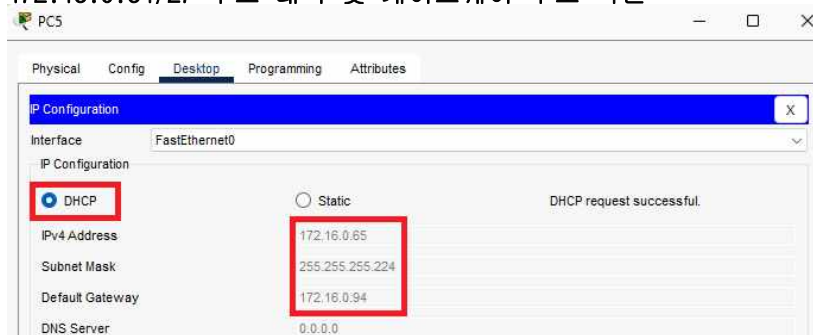 PC5
Physical Config Desktop Programming Attributes
IP Configuration X
Interface FastEthernet0
IP Configuration
DHCP Static DHCP request successful.
IPv4 Address 172.16.0.65
Subnet Mask 255.255.255.224
Default Gateway 172.16.0.94
DNS Server 0.0.0.0